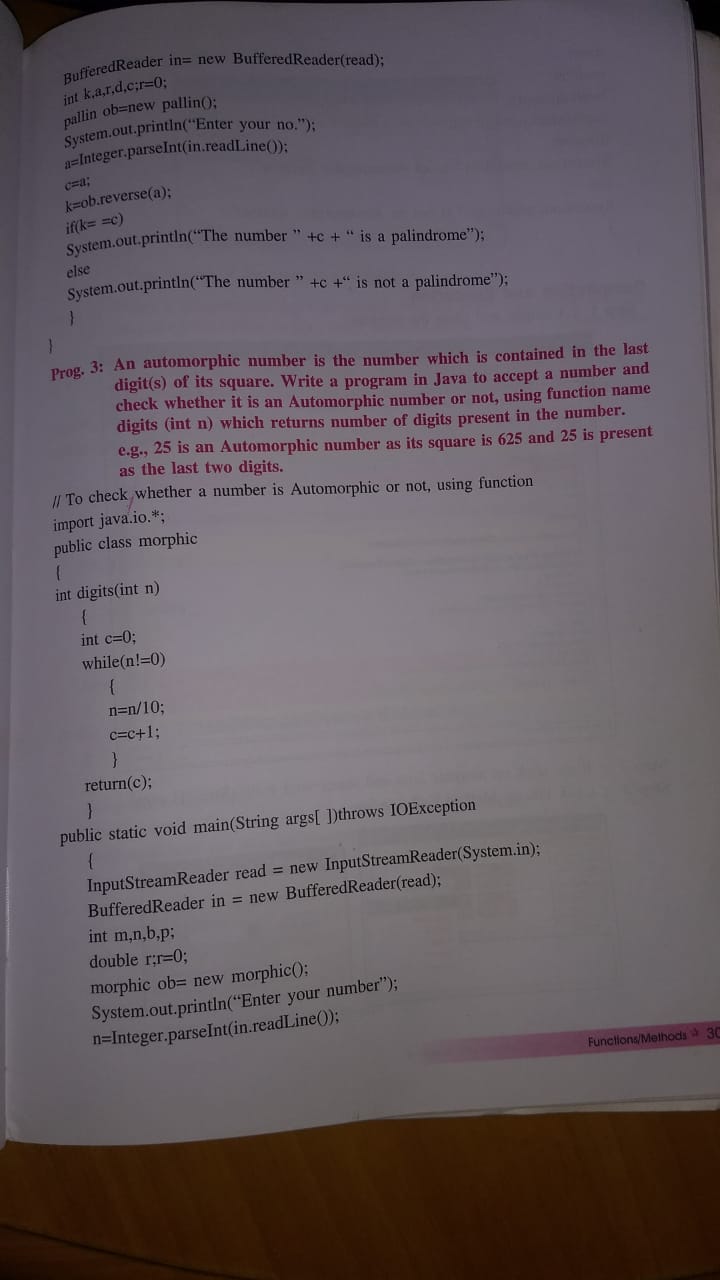 BufferedReader in= new BufferedReader(read);
int k,a,r,d,c;r=0;
pallin ob=new pallin();
System.out.println(“Enter your no.”);
a=Integer.parseInt(in.readLine());
c=a;
k=ob.reverse(a);
if(k= =c)
System.out.println(“The number ” +c + “ is a palindrome”);
else
System.out.println(“The number ” +c +“ is not a palindrome”);
}
}
Prog. 3: An automorphic number is the number which is contained in the last
digit(s) of its square. Write a program in Java to accept a number and
check whether it is an Automorphic number or not, using function name
digits (int n) which returns number of digits present in the number.
e.g., 25 is an Automorphic number as its square is 625 and 25 is present
as the last two digits.
// To check whether a number is Automorphic or not, using function
import java.io.*;
public class morphic
{
int digits(int n)
{
int c=0;
while(n!=0)
{
n=n/10;
c=c+1;
}
return(c);
}
public static void main(String args[ ])throws IOException
{
InputStreamReader read = new InputStreamReader(System.in);
BufferedReader in = new BufferedReader(read);
int m,n,b,p;
double r;r=0;
morphic ob= new morphic();
System.out.println(“Enter your number”);
n=Integer.parseInt(in.readLine());
Functions/Methods ☆